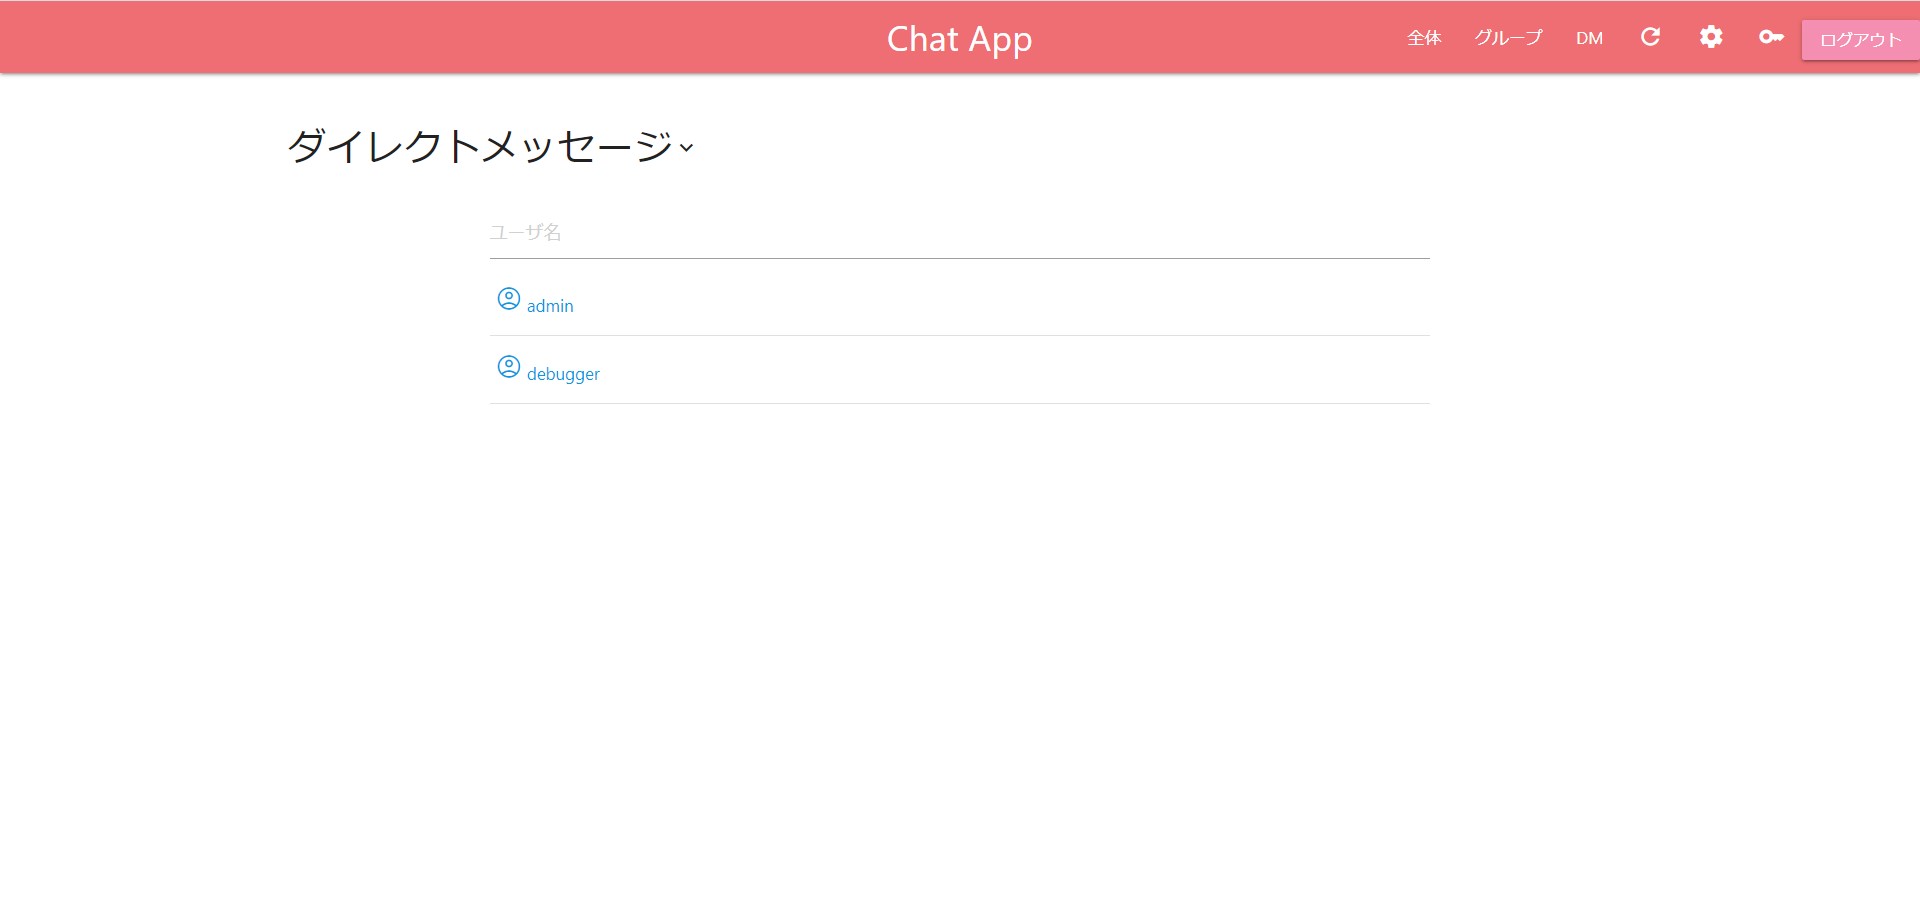 Chat App
全体 グループ DM ログアウト
ダイレクトメッセージ
ユーザ名
admin
debugger